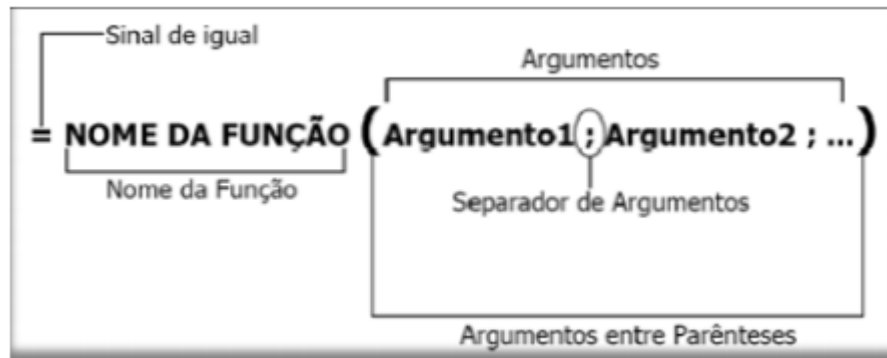 Sinal de igual
Argumentos
= NOME DA FUNÇÃO (Argumento1 ; Argumento2 ; ...)
Nome da Função
Separador de Argumentos
Argumentos entre Parênteses